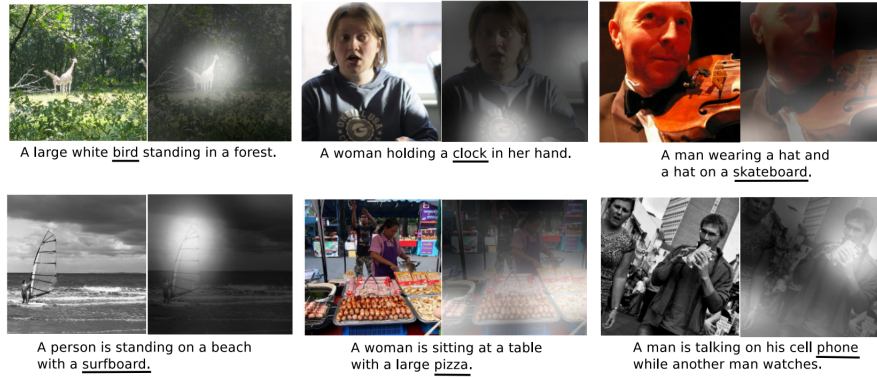 A large white bird standing in a forest.
A woman holding a clock in her hand.
A man wearing a hat and
a hat on a skateboard.
A person is standing on a beach
with a surfboard.
A woman is sitting at a table
with a large pizza.
A man is talking on his cell phone
while another man watches.